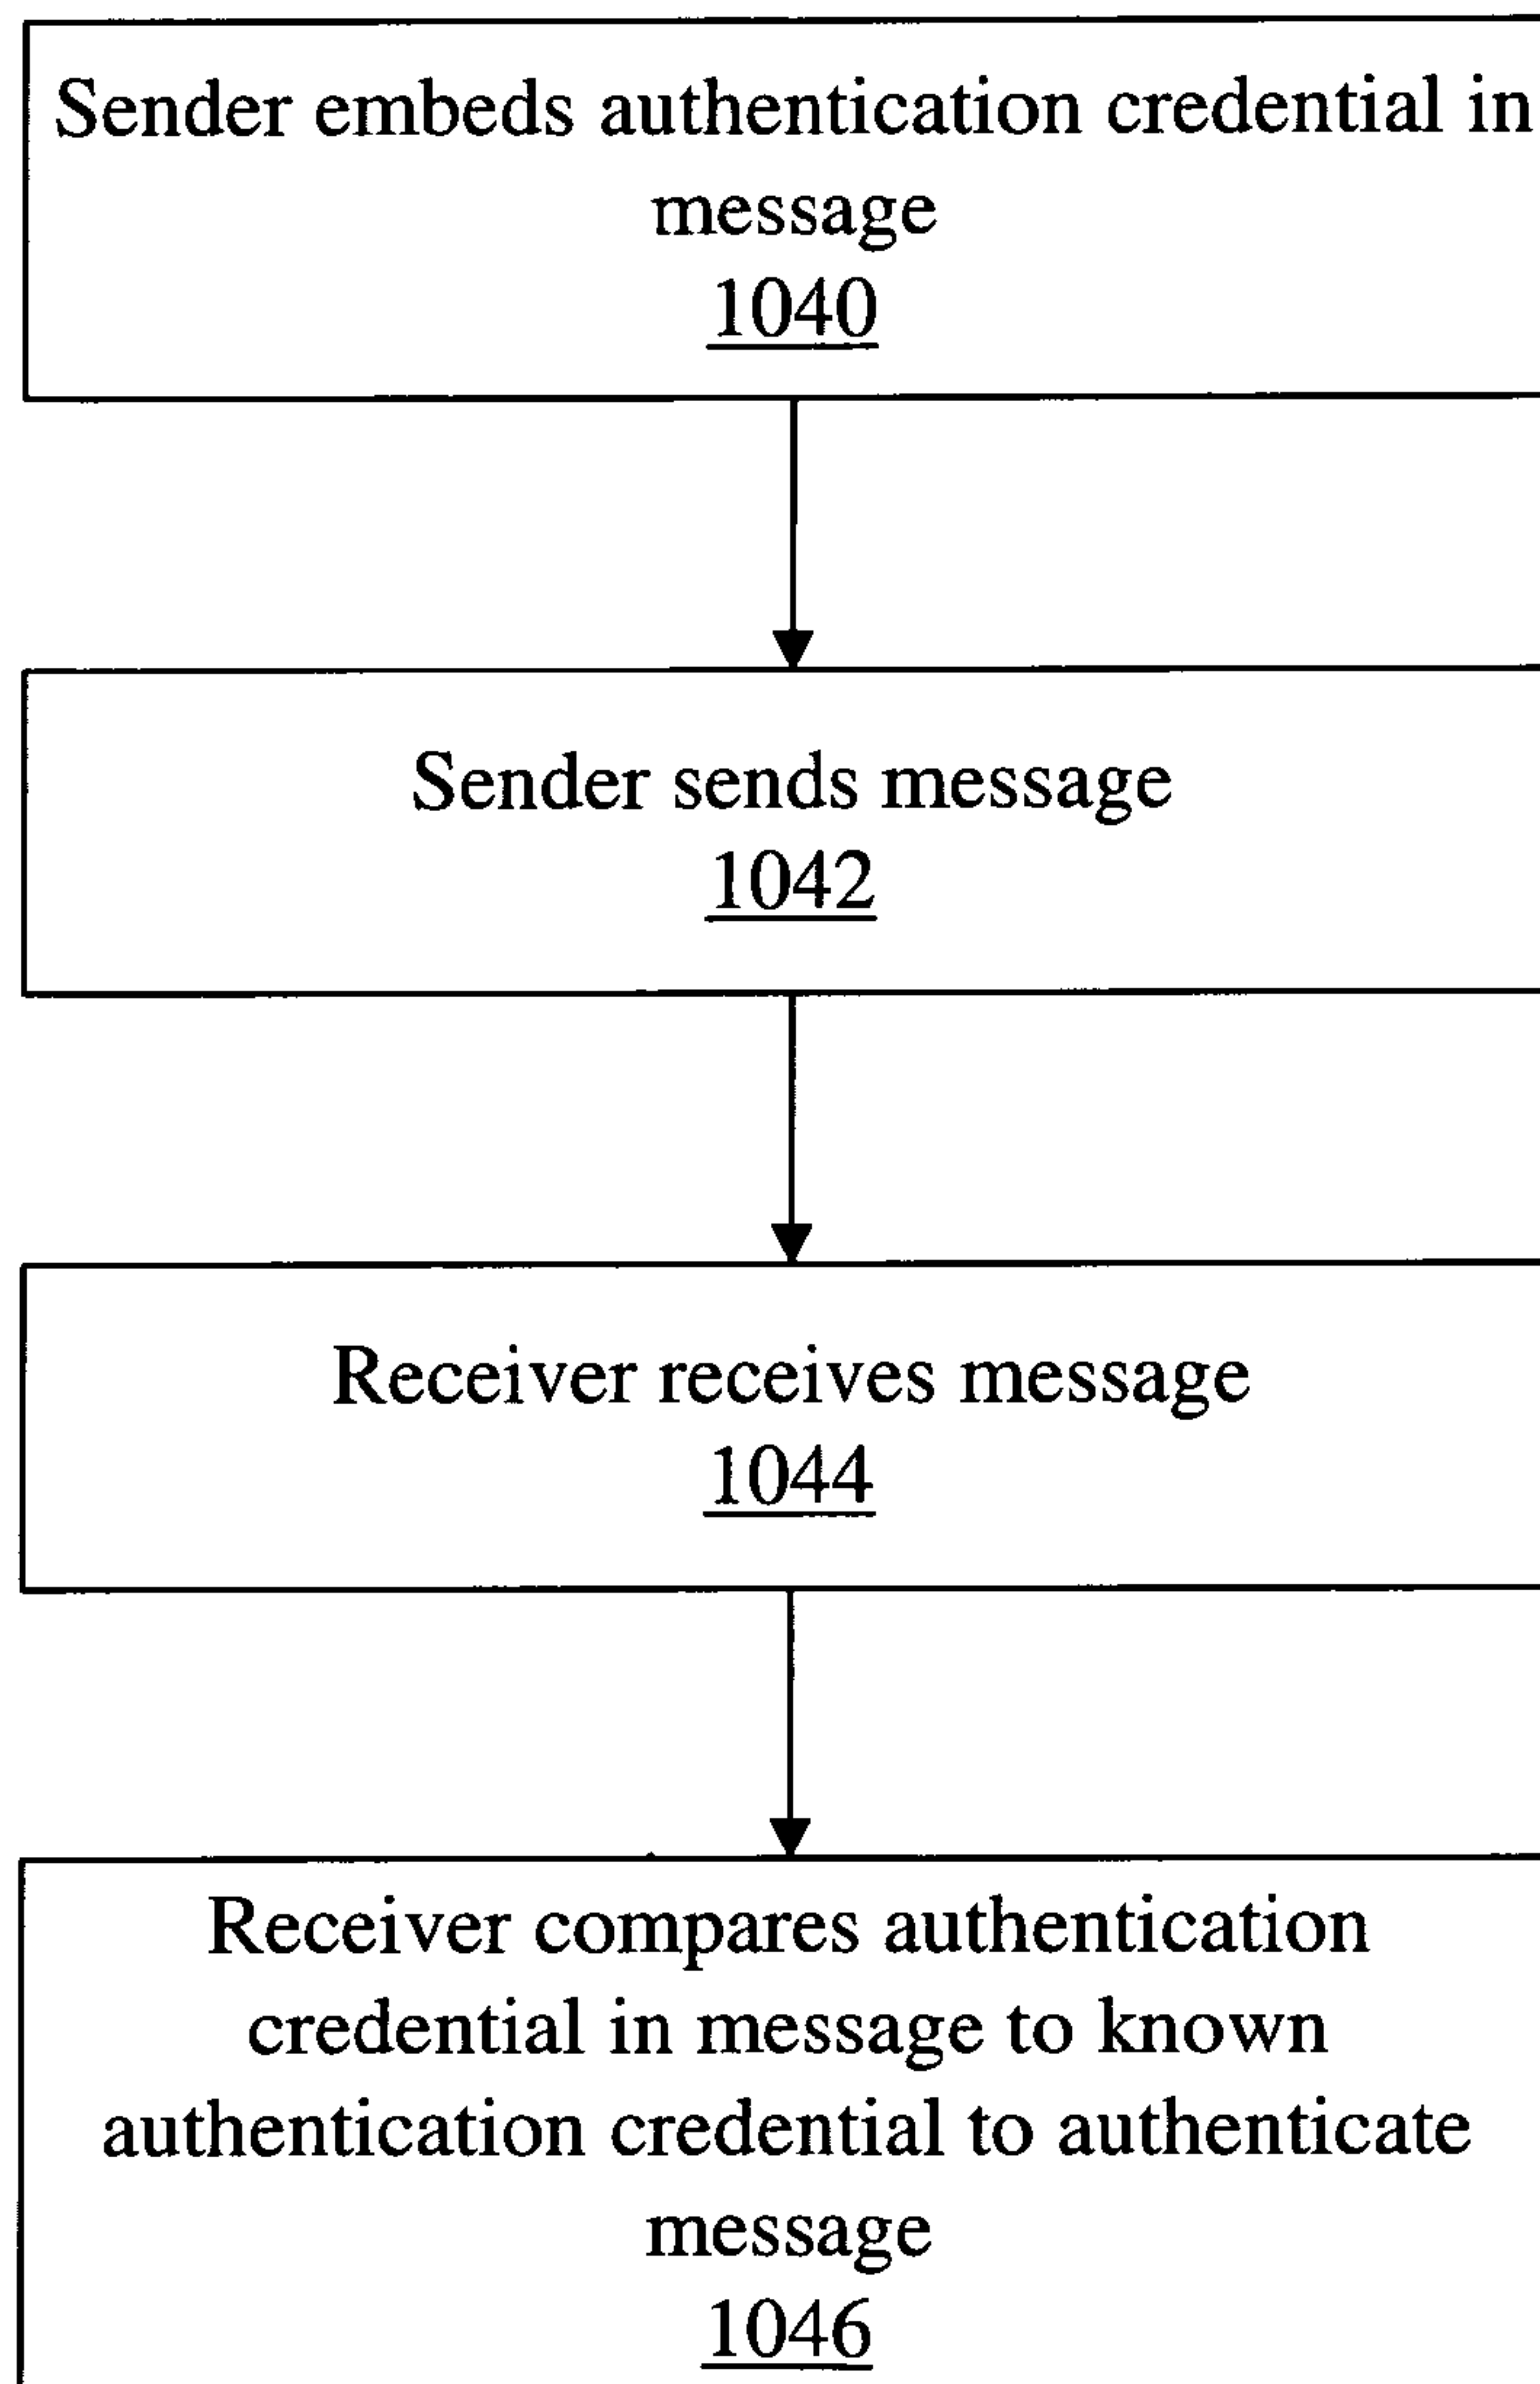 Sender embeds authentication credential in
message
1040
Sender sends message
1042
Receiver receives message
1044
Receiver compares authentication
credential in message to known
authentication credential to authenticate
message
1046